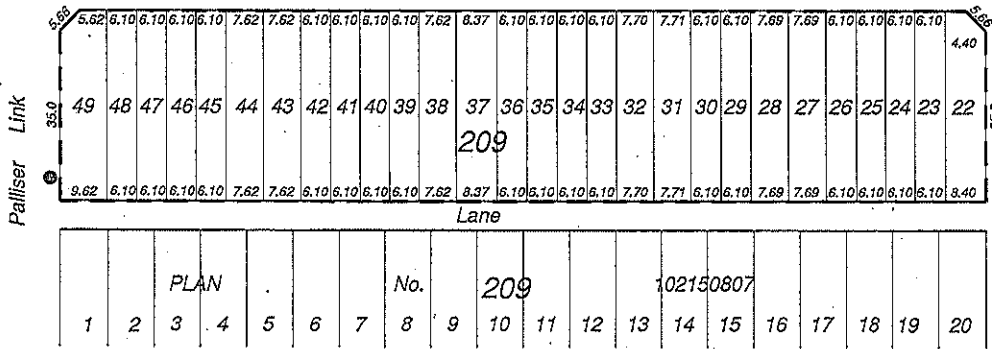 5.66 5.62 6.10 6.10 6.10 6.10 7.62 7.62 6.10 6.10 6.10 6.10 7.62 8.37 6.10 6.10 6.10 6.10 7.70 7.71 6.10 6.10 7.69 7.69 6.10 6.10 6.10 6.10 5.66
4.40
Palliser Link
35.0
49 48 47 46 45 44 43 42 41 40 39 38 37 36 35 34 33 32 31 30 29 28 27 26 25 24 23 22
209
9.62 6.10 6.10 6.10 6.10 7.62 7.62 6.10 6.10 6.10 6.10 7.62 8.37 6.10 6.10 6.10 6.10 7.70 7.71 6.10 6.10 7.69 7.69 6.10 6.10 6.10 6.10 8.40
Lane
PLAN No. 209 102150807
1 2 3 4 5 6 7 8 9 10 11 12 13 14 15 16 17 18 19 20